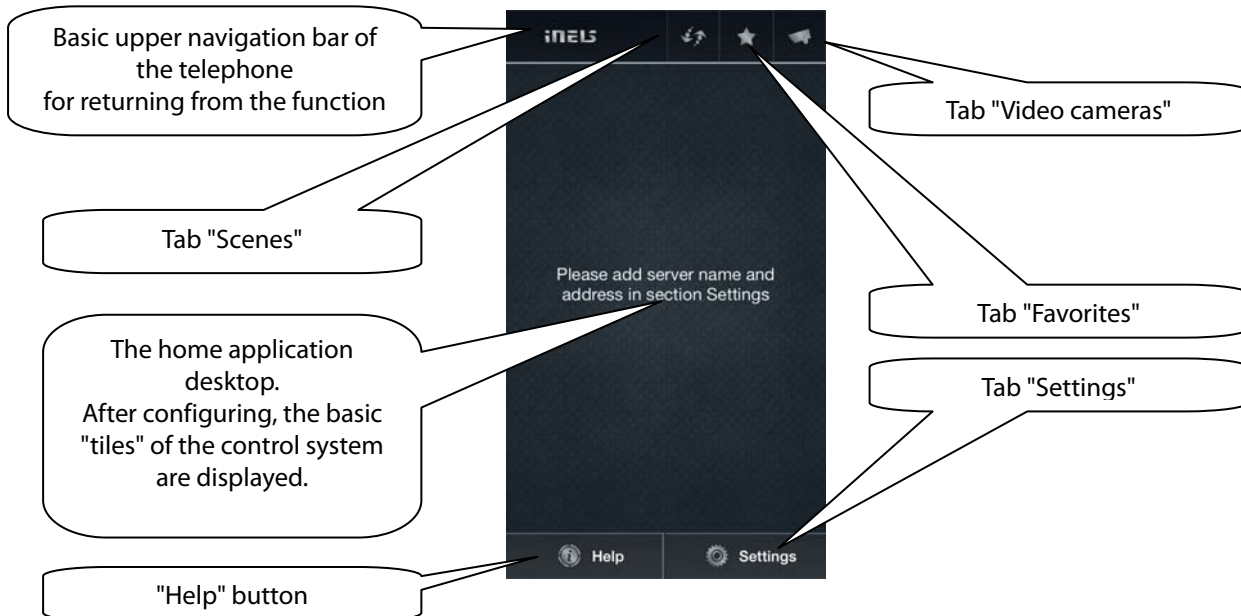 Basic upper navigation bar of
the telephone
for returning from the function
iNELS
Tab "Video cameras"
Tab "Scenes"
Please add server name and
address in section Settings
Tab "Favorites"
The home application
desktop.
After configuring, the basic
"tiles" of the control system
are displayed.
Tab "Settings"
Help
Settings
"Help" button